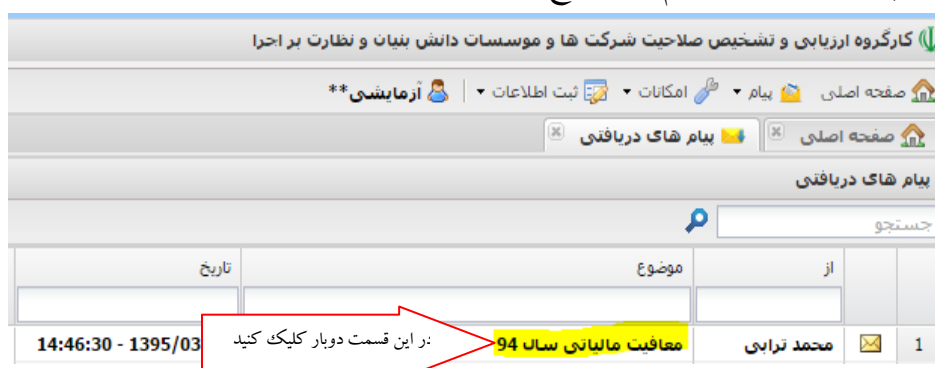 کارگروه ارزیابی و تشخیص صلاحیت شرکت ها و موسسات دانش بنیان و نظارت بر اجرا
صفحه اصلی پیام امکانات ثبت اطلاعات آزمایشی**
صفحه اصلی پیام های دریافتی
پیام های دریافتی
جستجو
از موضوع تاریخ
1 محمد ترابی معافیت مالیاتی سال 94 در این قسمت دوبار کلیک کنید 14:46:30 - 1395/03